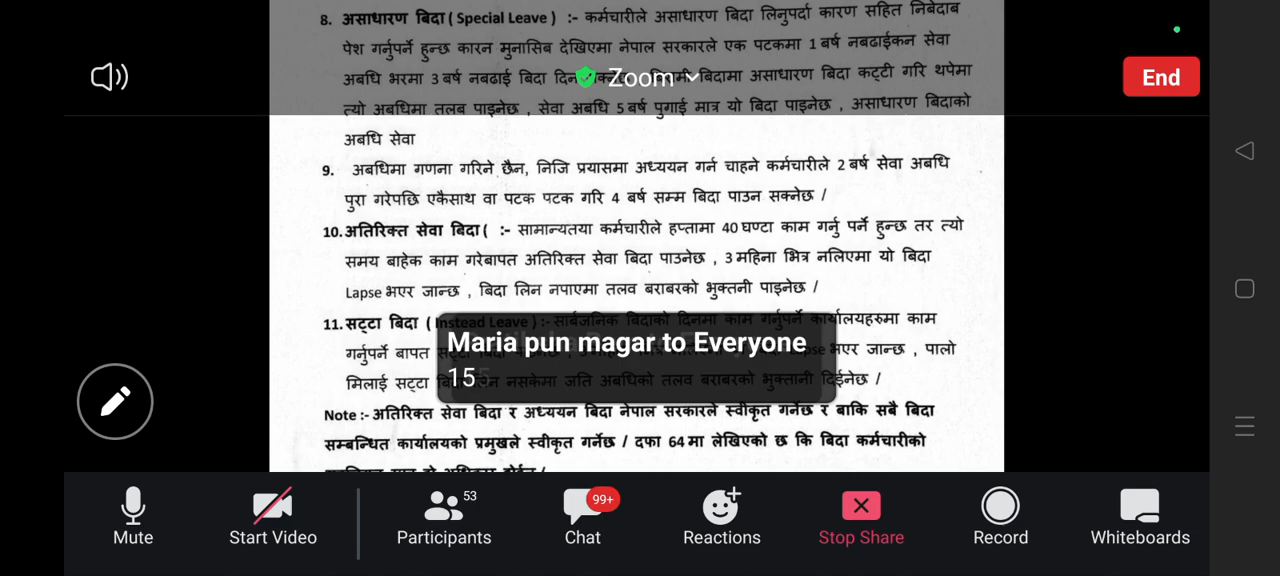 8. असाधारण बिदा ( Special Leave ) :- कर्मचारीले असाधारण बिदा लिनुपर्दा कारण सहित निबेदाब
पेश गर्नुपर्ने हुन्छ कारन मुनासिब देखिएमा नेपाल सरकारले एक पटकमा 1 बर्ष नबढाईकन सेवा
अबधि भरमा 3 बर्ष नबढाई बिदा दिन बिदामा असाधारण बिदा कट्टी गरि थपेमा
Zoom
End
त्यो अबधिमा तलब पाइनेछ , सेवा अबधि 5 बर्ष पुगाई मात्र यो बिदा पाइनेछ , असाधारण बिदाको
अबधि सेवा
9. अबधिमा गणना गरिने छैन, निजि प्रयासमा अध्ययन गर्न चाहने कर्मचारीले 2 बर्ष सेवा अबधि
पुरा गरेपछि एकैसाथ वा पटक पटक गरि 4 बर्ष सम्म बिदा पाउन सक्नेछ /
10. अतिरिक्त सेवा बिदा ( :- सामान्यतया कर्मचारीले हप्तामा 40 घण्टा काम गर्नु पर्ने हुन्छ तर त्यो
समय बाहेक काम गरेबापत अतिरिक्त सेवा बिदा पाउनेछ , 3 महिना भित्र नलिएमा यो बिदा
Lapse भएर जान्छ , बिदा लिन नपाएमा तलव बराबरको भुक्तनी पाइनेछ /
11. सट्टा बिदा ( Instead Leave ) :- सार्बजनिक बिदाको दिनमा काम गर्नुपर्ने कार्यालयहरुमा काम
Maria pun magar to Everyone
15
गर्नुपर्ने बापत भएर जान्छ , पालो
मिलाई सट्टा बिदा लिन नसकेमा जति अबधिको तलव बराबरको भुक्तानी दिईनेछ /
Note :- अतिरिक्त सेवा बिदा र अध्ययन बिदा नेपाल सरकारले स्वीकृत गर्नेछ र बाकि सबै बिदा
सम्बन्धित कार्यालयको प्रमुखले स्वीकृत गर्नेछ / दफा 64 मा लेखिएको छ कि बिदा कर्मचारीको
Mute
Start Video
53
Participants
99+
Chat
Reactions
Stop Share
Record
Whiteboards